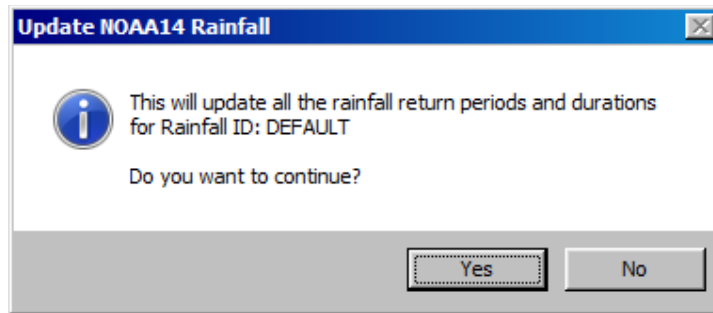 Update NOAA14 Rainfall
This will update all the rainfall return periods and durations
for Rainfall ID: DEFAULT
Do you want to continue?
Yes
No